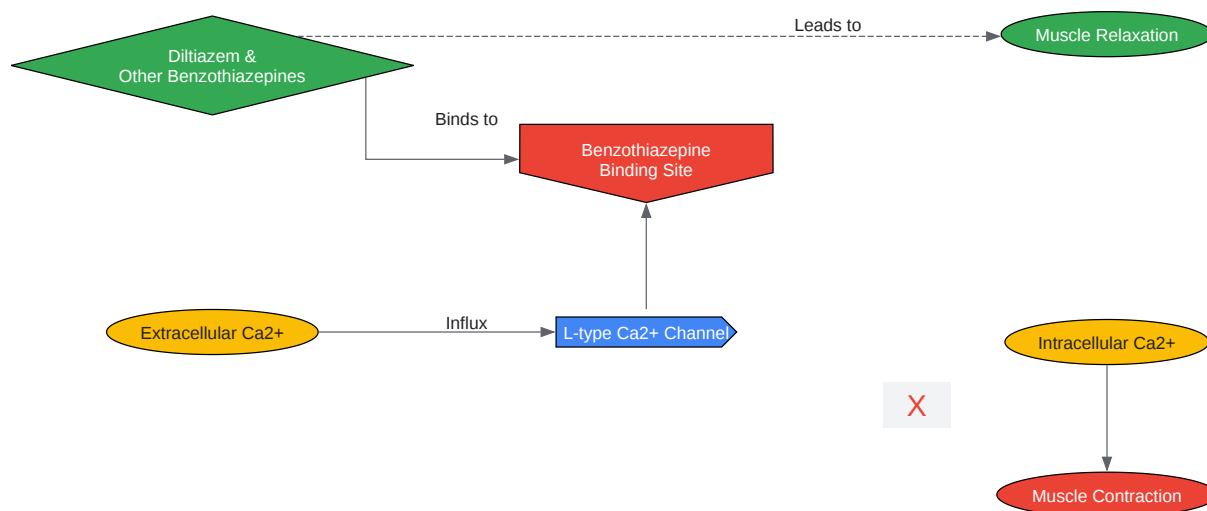 Leads to
Muscle Relaxation
Diltiazem &
Other Benzothiazepines
Binds to
Benzothiazepine
Binding Site
Extracellular Ca2+
Influx
L-type Ca2+ Channel
Intracellular Ca2+
X
Muscle Contraction